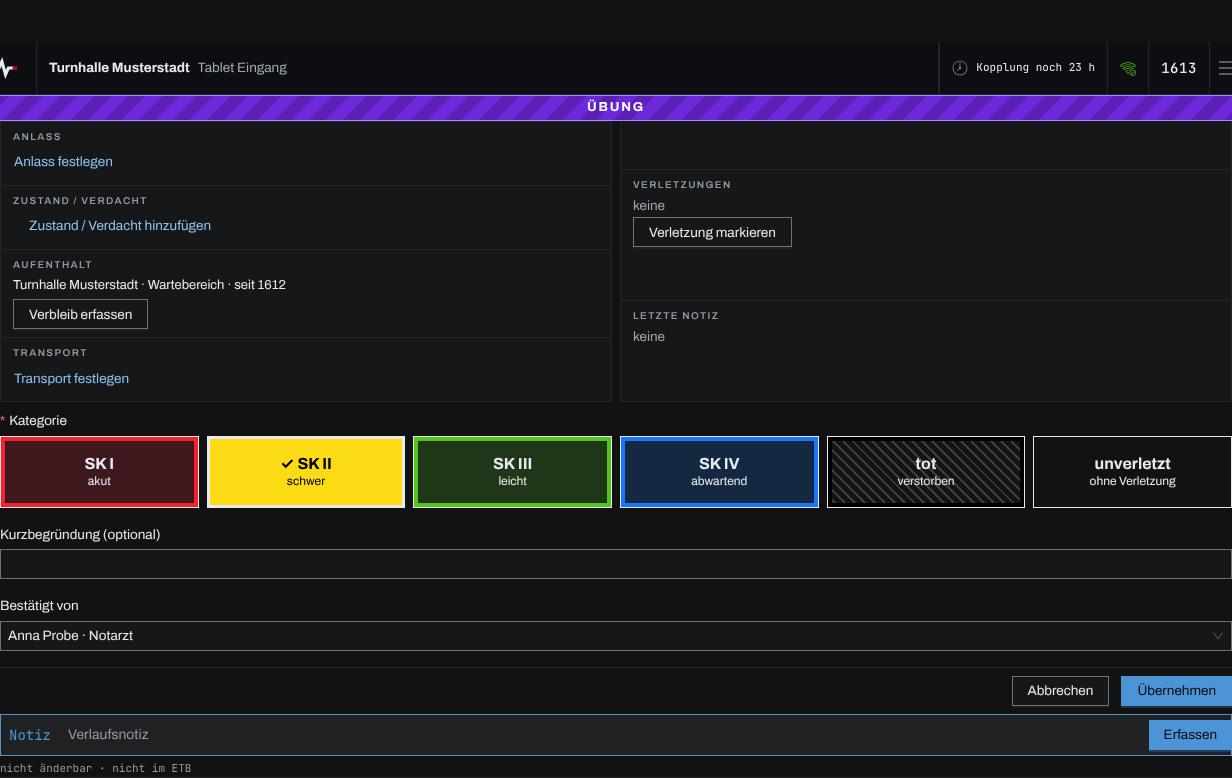 Turnhalle Musterstadt Tablet Eingang
Kopplung noch 23 h
1613
ÜBUNG
ANLASS
Anlass festlegen
ZUSTAND / VERDACHT
Zustand / Verdacht hinzufügen
AUFENTHALT
Turnhalle Musterstadt · Wartebereich · seit 1612
Verbleib erfassen
TRANSPORT
Transport festlegen
VERLETZUNGEN
keine
Verletzung markieren
LETZTE NOTIZ
keine
* Kategorie
SK I
akut
✓ SK II
schwer
SK III
leicht
SK IV
abwartend
tot
verstorben
unverletzt
ohne Verletzung
Kurzbegründung (optional)
Bestätigt von
Anna Probe · Notarzt
Abbrechen
Übernehmen
Notiz Verlaufsnotiz
Erfassen
nicht änderbar · nicht im ETB